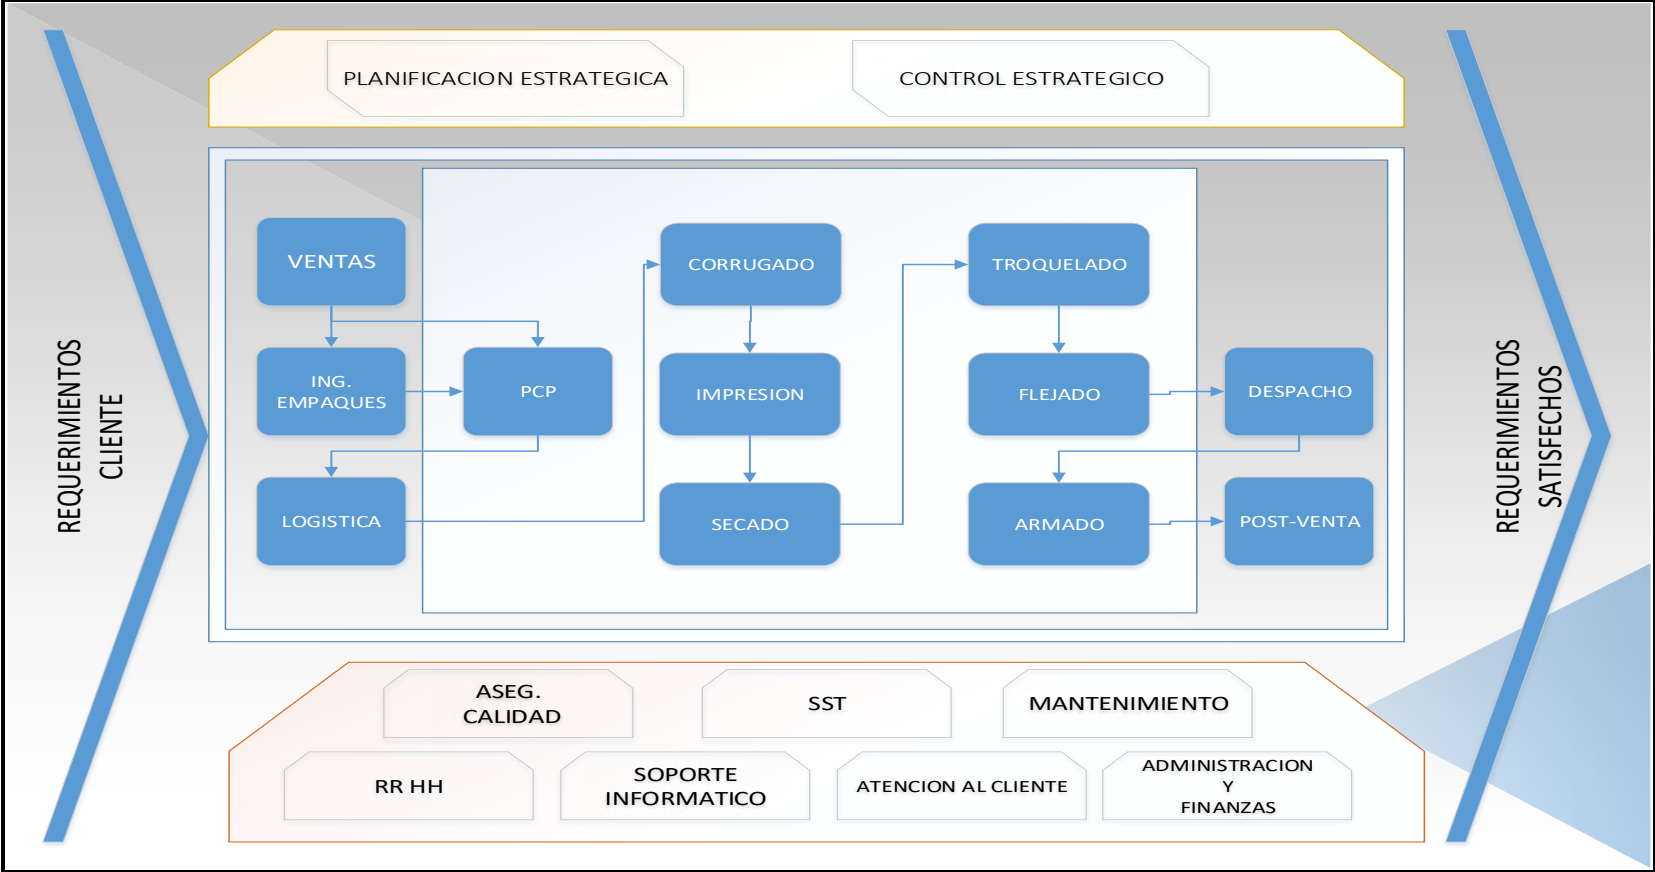 PLANIFICACION ESTRATEGICA
CONTROL ESTRATEGICO
REQUERIMIENTOS
CLIENTE
VENTAS
ING.
EMPAQUES
LOGISTICA
PCP
CORRUGADO
IMPRESION
SECADO
TROQUELADO
FLEJADO
ARMADO
DESPACHO
POST-VENTA
REQUERIMIENTOS
SATISFECHOS
ASEG.
CALIDAD
SST
MANTENIMIENTO
RR HH
SOPORTE
INFORMATICO
ATENCION AL CLIENTE
ADMINISTRACION
Y
FINANZAS